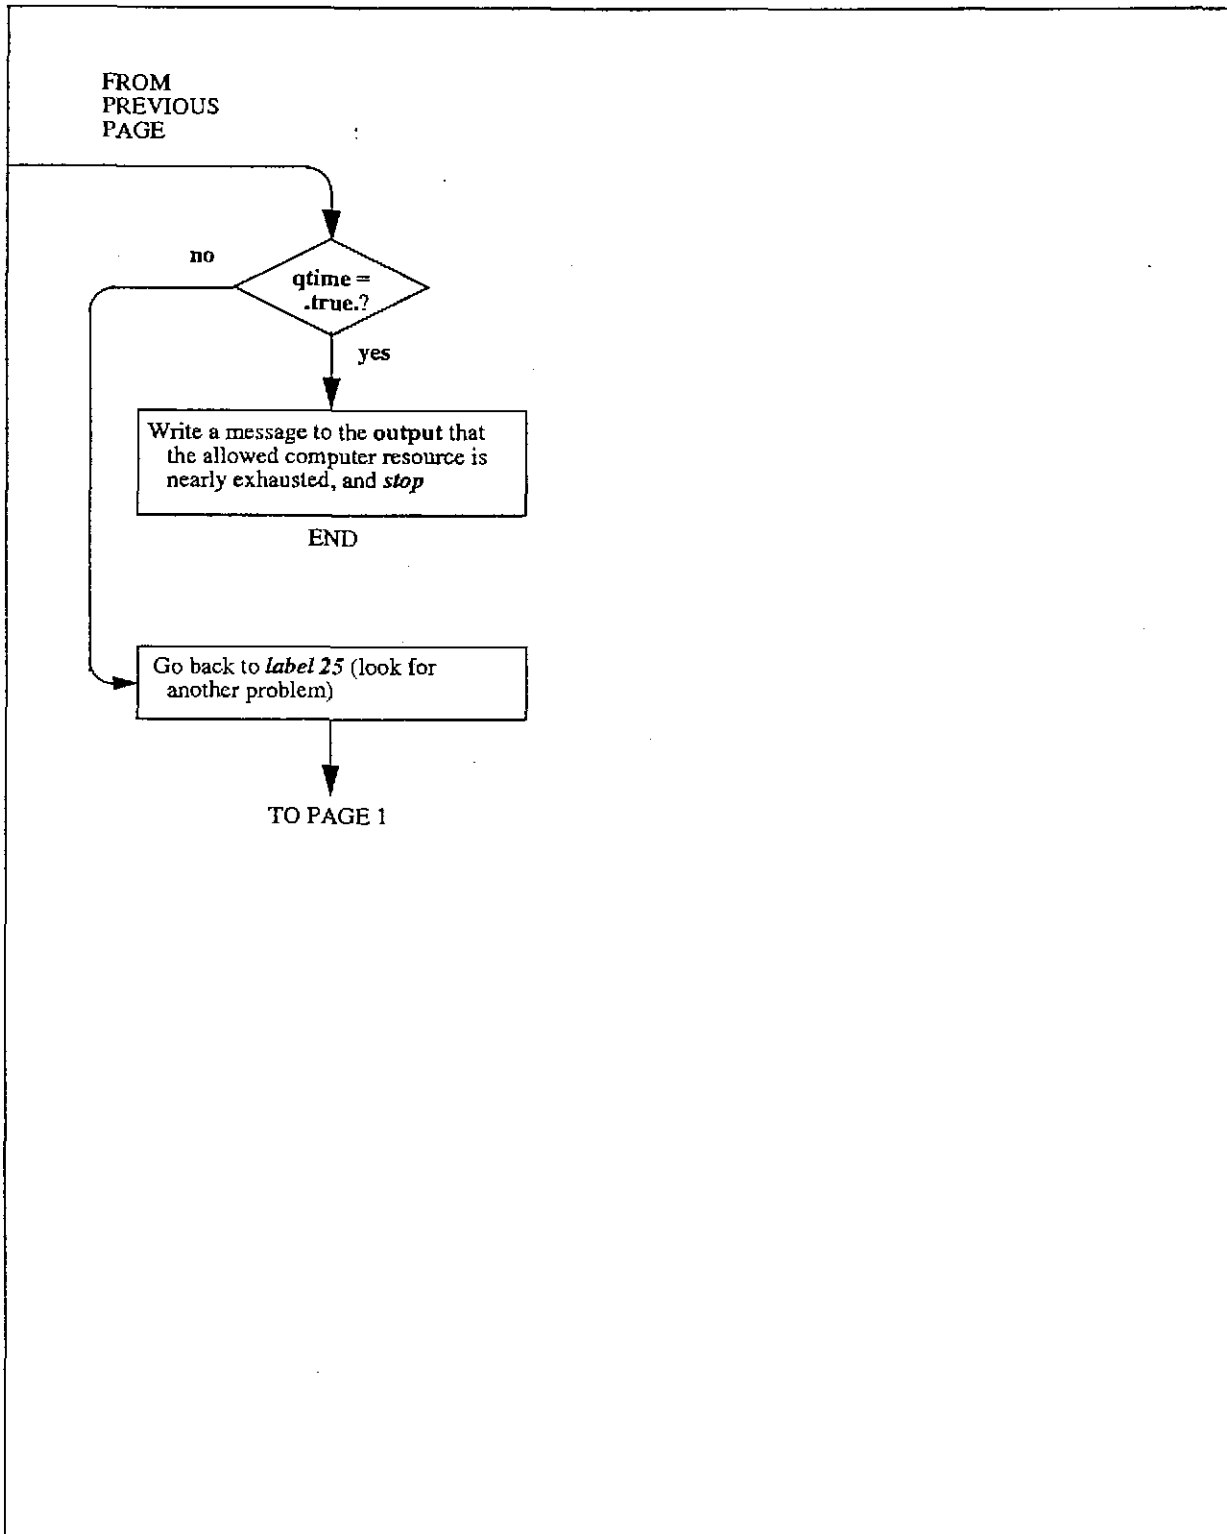 FROM
PREVIOUS
PAGE
no
qtime =
.true.?
yes
Write a message to the output that
the allowed computer resource is
nearly exhausted, and stop
END
Go back to label 25 (look for
another problem)
TO PAGE 1